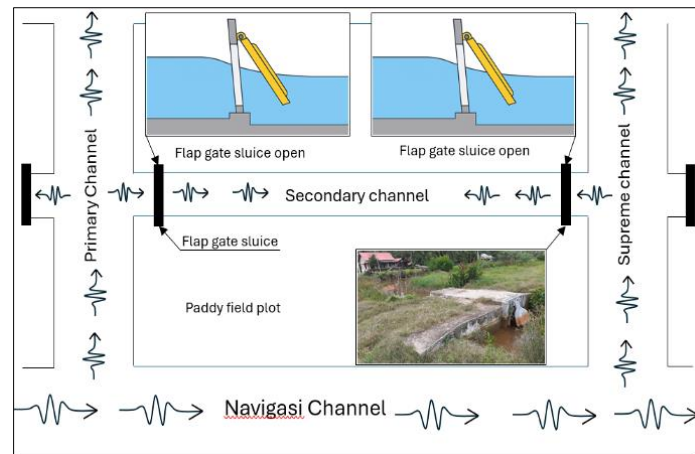 Flap gate sluice open
Flap gate sluice open
Primary Channel
Secondary channel
Supreme channel
Flap gate sluice
Paddy field plot
Navigasi Channel